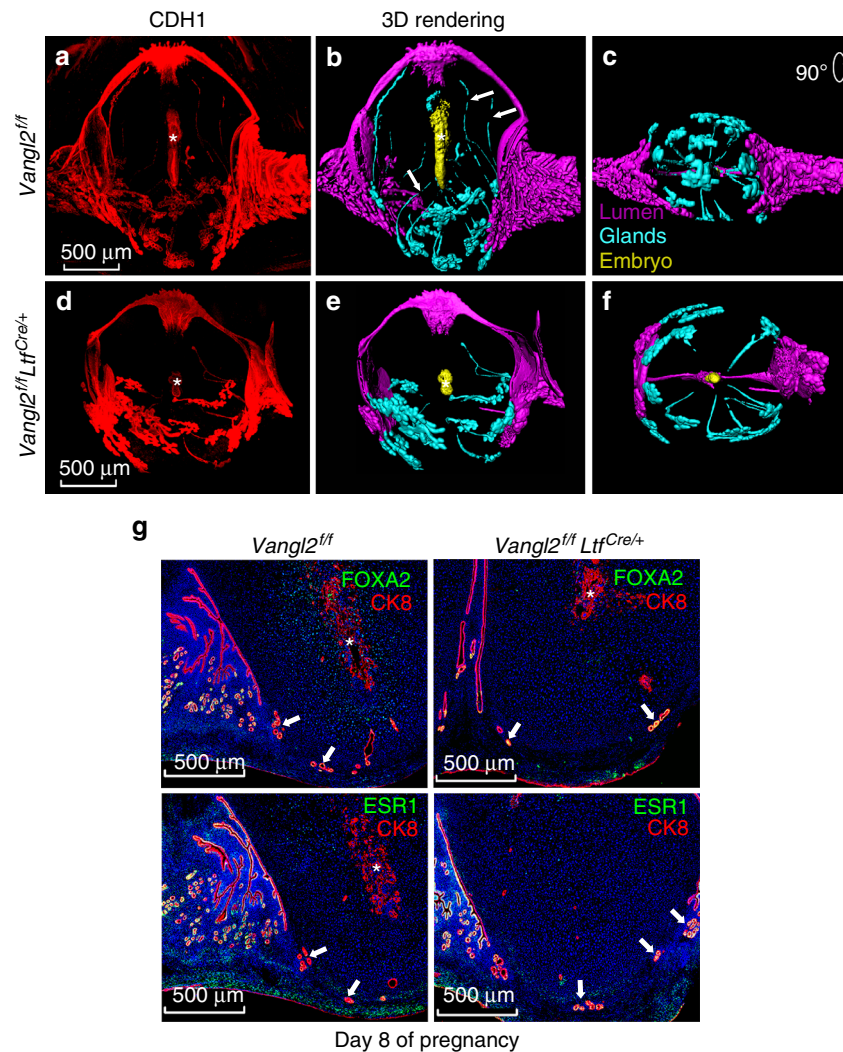 CDH1
3D rendering
Vangl2f/f
a
*
500 μm
b
*
c
90°
Lumen
Glands
Embryo
Vangl2f/f LtfCre/+
d
*
500 μm
e
*
f
g
Vangl2f/f
Vangl2f/f LtfCre/+
FOXA2
CK8
*
500 μm
FOXA2
CK8
*
500 μm
ESR1
CK8
*
500 μm
ESR1
CK8
500 μm
Day 8 of pregnancy